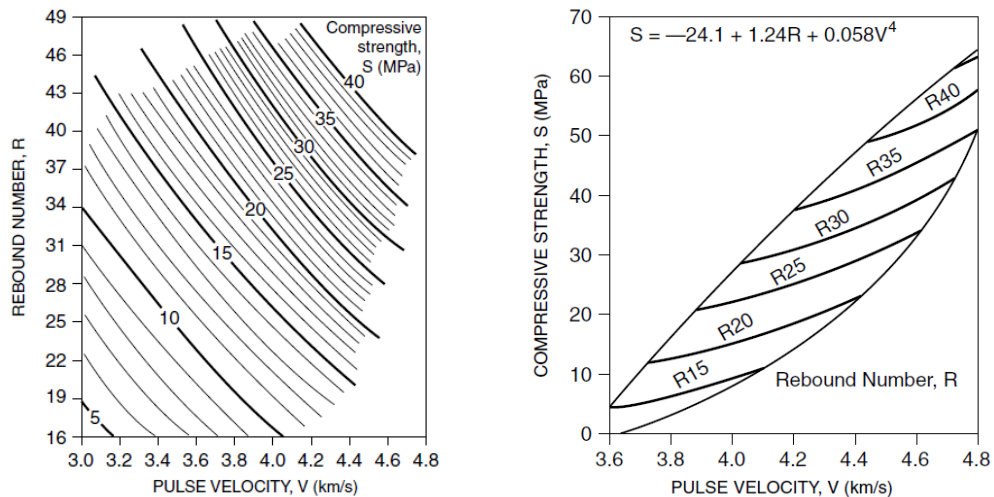 49
46
43
40
37
34
31
28
25
22
19
16
REBOUND NUMBER, R
Compressive
strength,
S (MPa)
40
35
30
25
20
15
10
5
3.0 3.2 3.4 3.6 3.8 4.0 4.2 4.4 4.6 4.8
PULSE VELOCITY, V (km/s)
70
60
50
40
30
20
10
0
COMPRESSIVE STRENGTH, S (MPa)
S = —24.1 + 1.24R + 0.058V⁴
R40
R35
R30
R25
R20
R15
Rebound Number, R
3.6 3.8 4.0 4.2 4.4 4.6 4.8
PULSE VELOCITY, V (km/s)